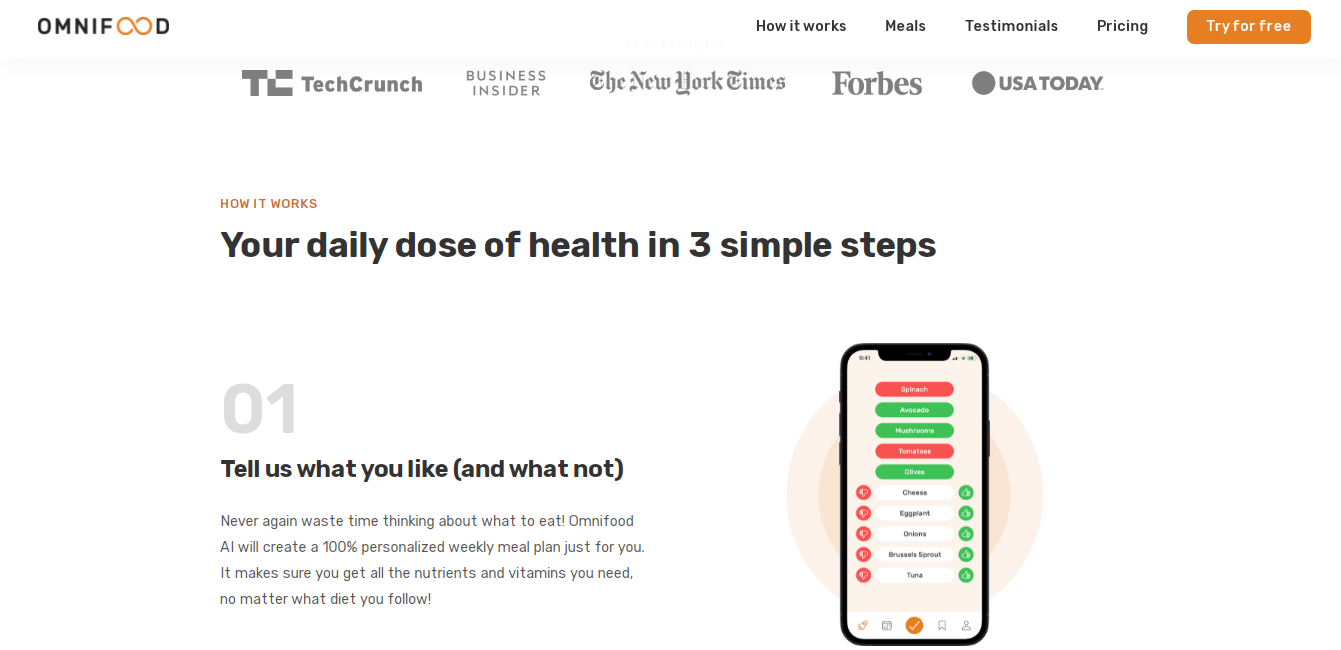 OMNIFOOD
How it works
Meals
Testimonials
Pricing
Try for free
TechCrunch
BUSINESS
INSIDER
The New York Times
Forbes
USA TODAY
HOW IT WORKS
Your daily dose of health in 3 simple steps
01
Tell us what you like (and what not)
Never again waste time thinking about what to eat! Omnifood
AI will create a 100% personalized weekly meal plan just for you.
It makes sure you get all the nutrients and vitamins you need,
no matter what diet you follow!
9:41
Spinach
Avocado
Mushrooms
Tomatoes
Olives
Cheese
Eggplant
Onions
Brussels Sprout
Tuna